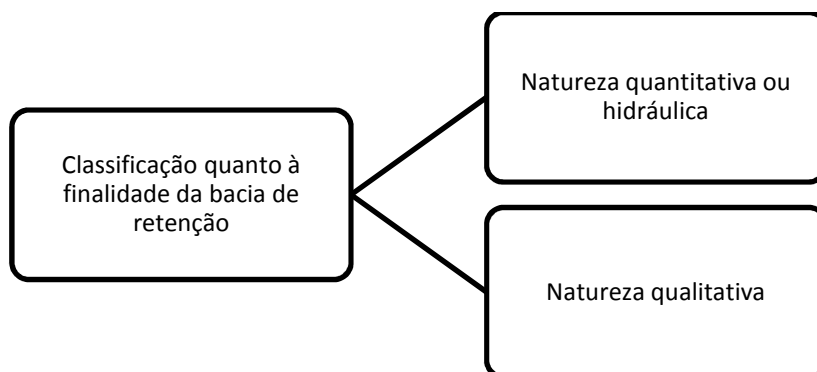 Classificação quanto à
finalidade da bacia de
retenção
Natureza quantitativa ou
hidráulica
Natureza qualitativa